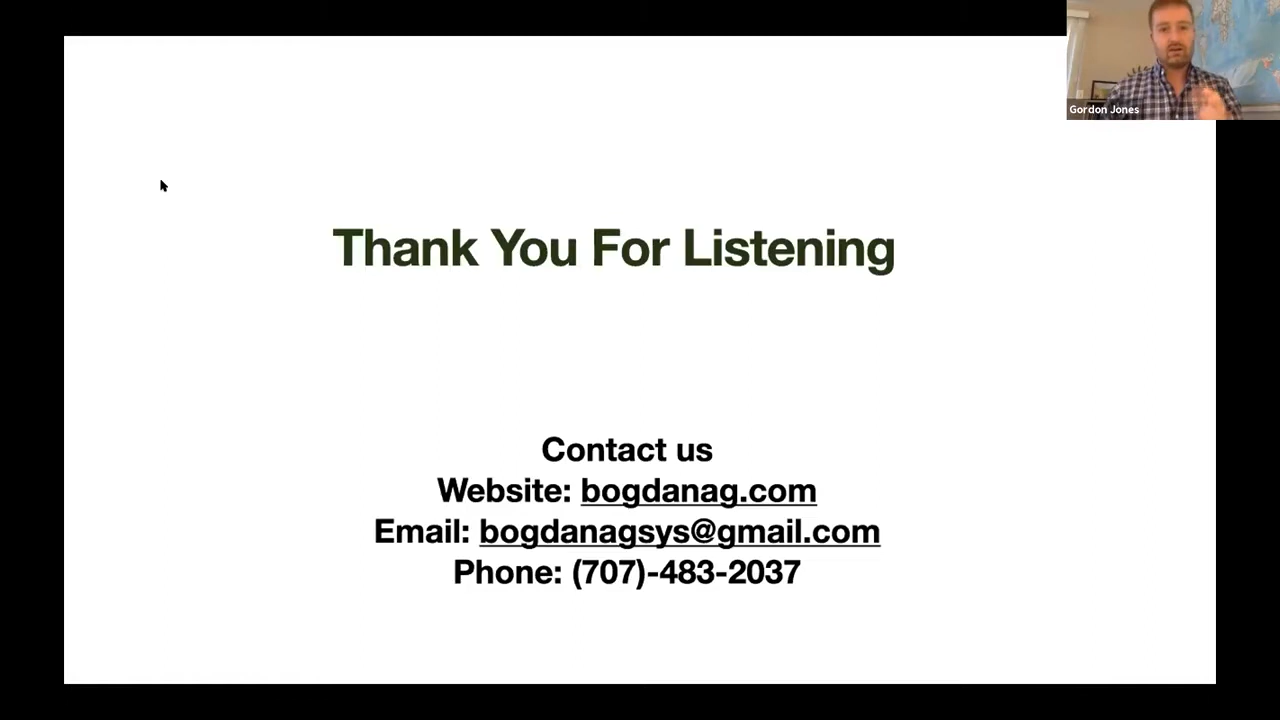 Gordon Jones
Thank You For Listening
Contact us
Website: bogdanag.com
Email: bogdanagsys@gmail.com
Phone: (707)-483-2037